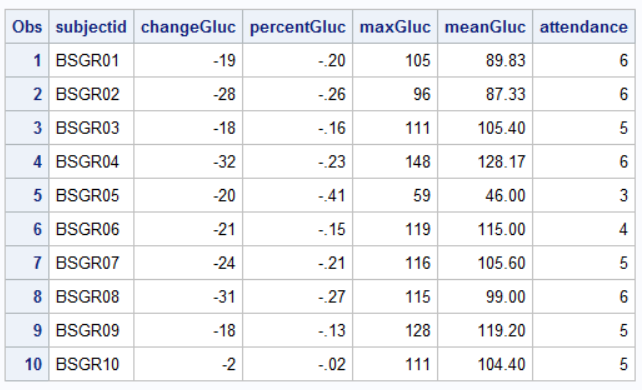 Obs subjectid changeGluc percentGluc maxGluc meanGluc attendance
1 BSGR01 -19 -.20 105 89.83 6
2 BSGR02 -28 -.26 96 87.33 6
3 BSGR03 -18 -.16 111 105.40 5
4 BSGR04 -32 -.23 148 128.17 6
5 BSGR05 -20 -.41 59 46.00 3
6 BSGR06 -21 -.15 119 115.00 4
7 BSGR07 -24 -.21 116 105.60 5
8 BSGR08 -31 -.27 115 99.00 6
9 BSGR09 -18 -.13 128 119.20 5
10 BSGR10 -2 -.02 111 104.40 5